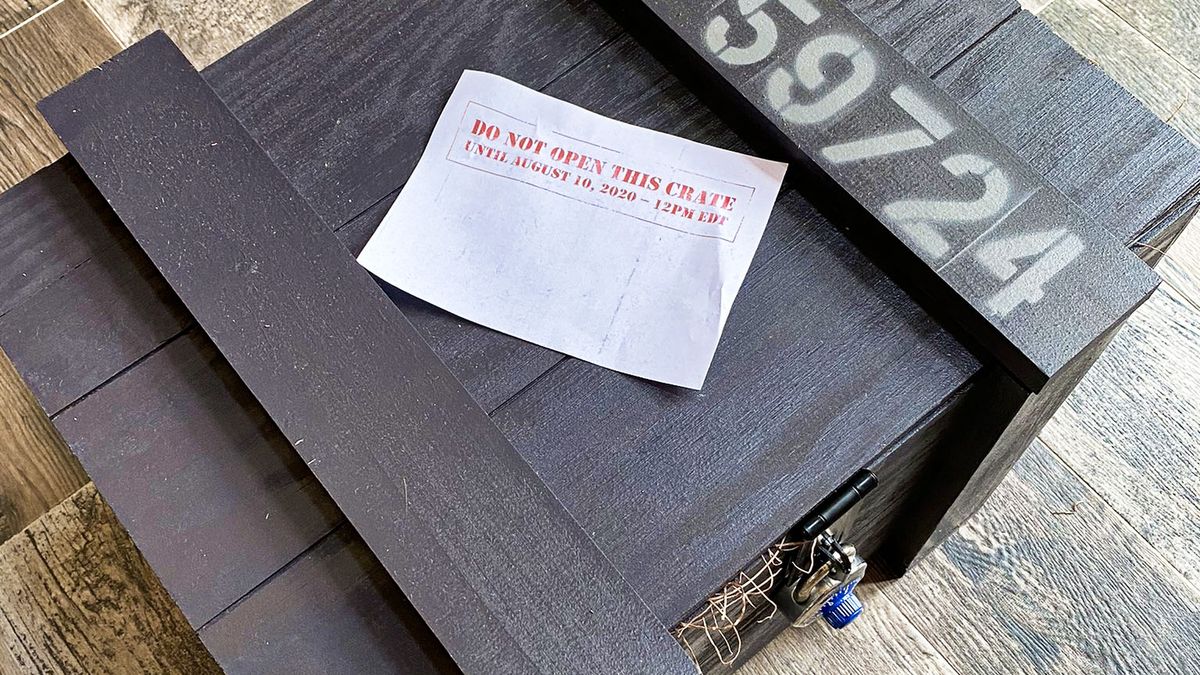 DO NOT OPEN THIS CRATE
UNTIL AUGUST 10, 2020 – 12PM EDT
59724